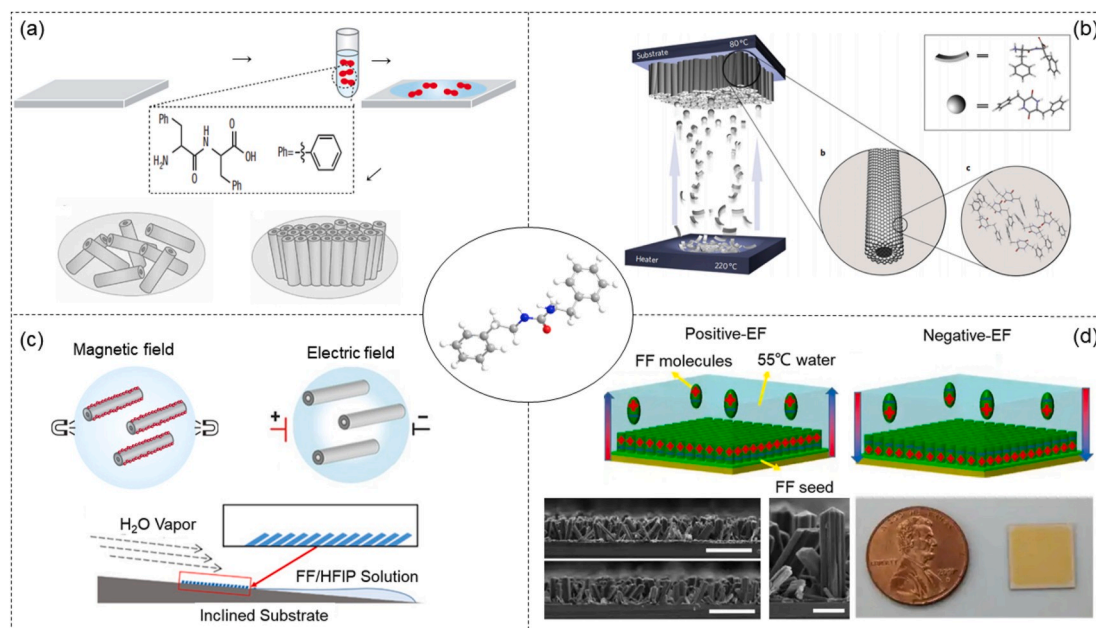 (a)
Ph
H
N
O
OH
H₂N
O
Ph
Ph=
(b)
Substrate
80 °C
b
c
Heater
220°C
(c)
Magnetic field
Electric field
+
−
H₂O Vapor
FF/HFIP Solution
Inclined Substrate
(d)
Positive-EF
Negative-EF
FF molecules
55℃ water
FF seed